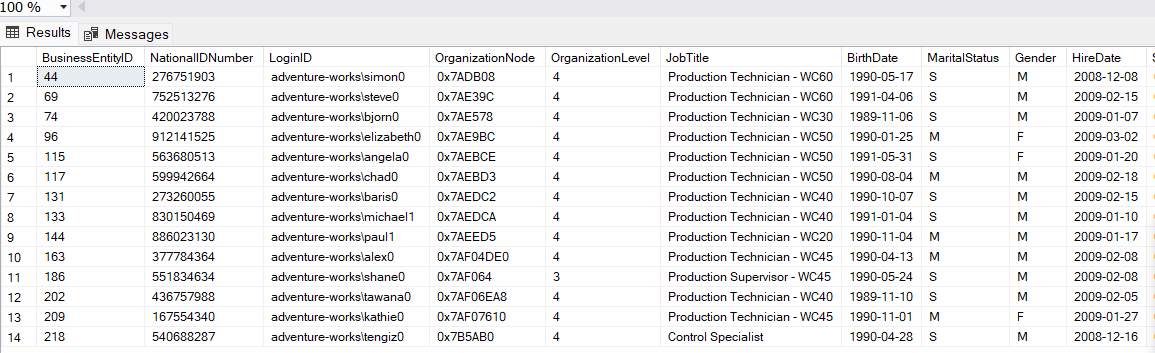 100 %
Results Messages
BusinessEntityID NationalIDNumber LoginID OrganizationNode OrganizationLevel JobTitle BirthDate MaritalStatus Gender HireDate
1 44 276751903 adventure-works\simon0 0x7ADB08 4 Production Technician - WC60 1990-05-17 S M 2008-12-08
2 69 752513276 adventure-works\steve0 0x7AE39C 4 Production Technician - WC60 1991-04-06 S M 2009-02-15
3 74 420023788 adventure-works\bjorn0 0x7AE578 4 Production Technician - WC30 1989-11-06 S M 2009-01-07
4 96 912141525 adventure-works\elizabeth0 0x7AE9BC 4 Production Technician - WC50 1990-01-25 M F 2009-03-02
5 115 563680513 adventure-works\angela0 0x7AEBCE 4 Production Technician - WC50 1991-05-31 S F 2009-01-20
6 117 599942664 adventure-works\chad0 0x7AEBD3 4 Production Technician - WC50 1990-08-04 M M 2009-02-18
7 131 273260055 adventure-works\baris0 0x7AEDC2 4 Production Technician - WC40 1990-10-07 S M 2009-02-15
8 133 830150469 adventure-works\michael1 0x7AEDCA 4 Production Technician - WC40 1991-01-04 S M 2009-01-10
9 144 886023130 adventure-works\paul1 0x7AEED5 4 Production Technician - WC20 1990-11-04 M M 2009-01-17
10 163 377784364 adventure-works\alex0 0x7AF04DE0 4 Production Technician - WC45 1990-04-13 M M 2009-02-08
11 186 551834634 adventure-works\shane0 0x7AF064 3 Production Supervisor - WC45 1990-05-24 S M 2009-02-08
12 202 436757988 adventure-works\tawana0 0x7AF06EA8 4 Production Technician - WC40 1989-11-10 S M 2009-02-05
13 209 167554340 adventure-works\kathie0 0x7AF07610 4 Production Technician - WC45 1990-11-01 M F 2009-01-27
14 218 540688287 adventure-works\tengiz0 0x7B5AB0 4 Control Specialist 1990-04-28 S M 2008-12-16